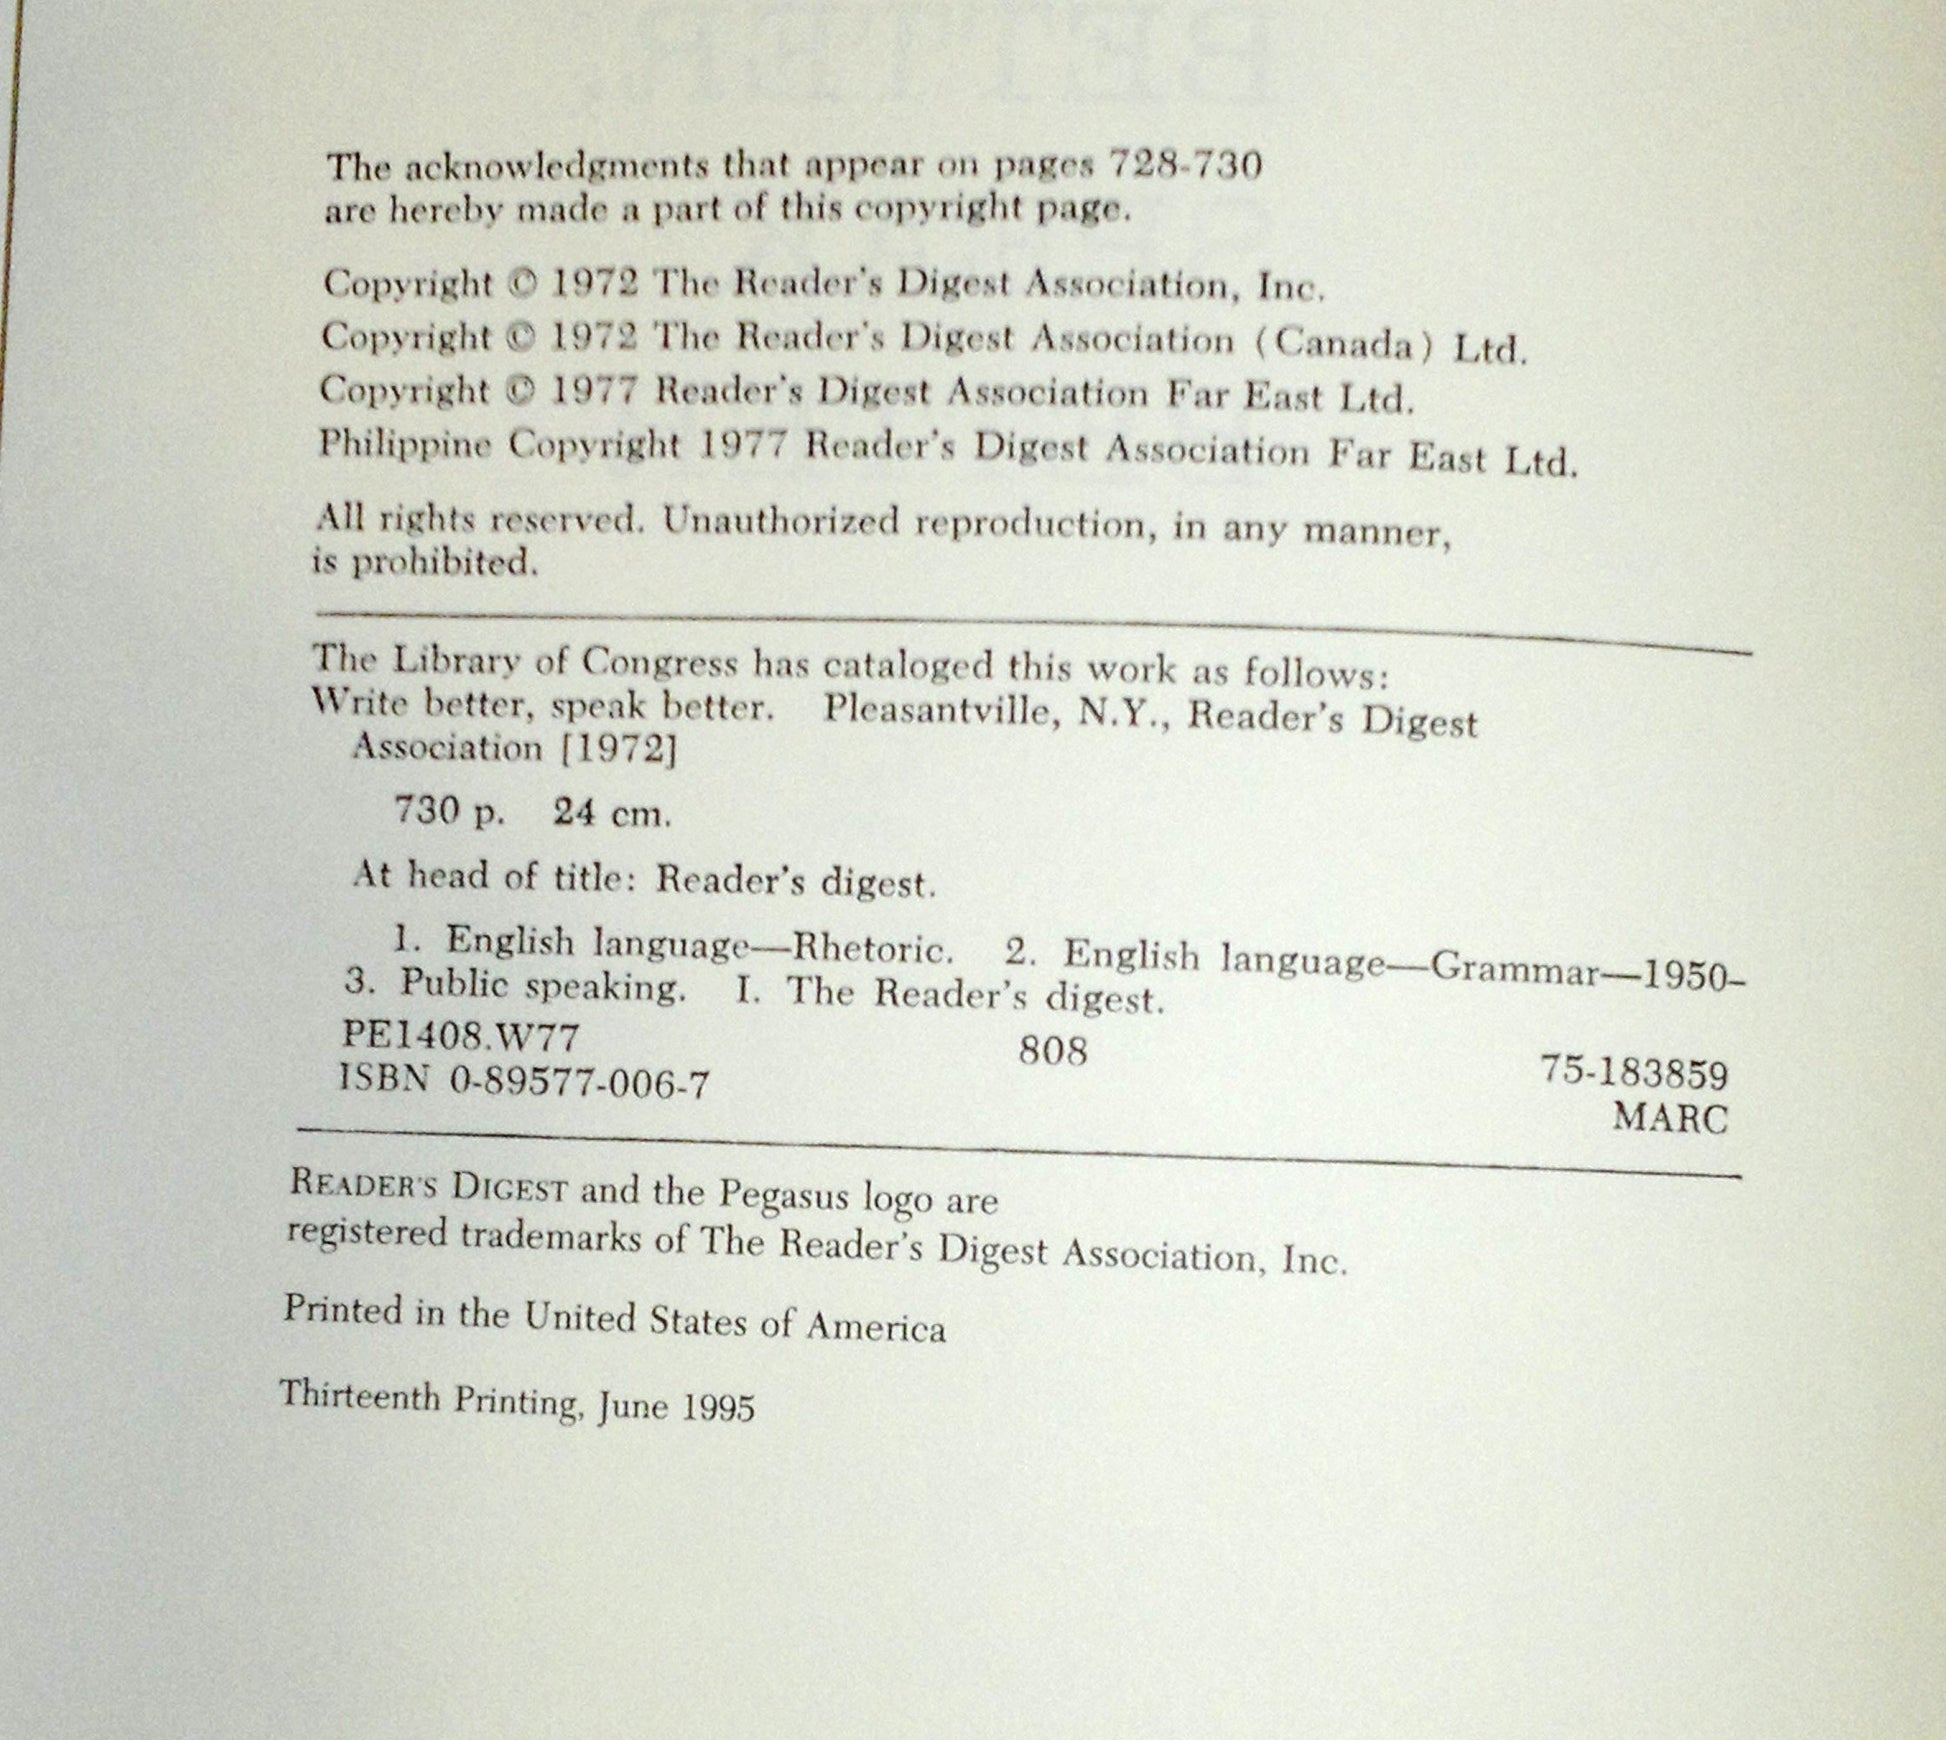 The acknowledgments that appear on pages 728-730
are hereby made a part of this copyright page.
Copyright © 1972 The Reader's Digest Association, Inc.
Copyright © 1972 The Reader's Digest Association (Canada) Ltd.
Copyright © 1977 Reader's Digest Association Far East Ltd.
Philippine Copyright 1977 Reader's Digest Association Far East Ltd.
All rights reserved. Unauthorized reproduction, in any manner,
is prohibited.
The Library of Congress has cataloged this work as follows:
Write better, speak better. Pleasantville, N.Y., Reader's Digest
Association [1972]
730 p. 24 cm.
At head of title: Reader's digest.
1. English language—Rhetoric. 2. English language—Grammar—1950–
3. Public speaking. I. The Reader's digest.
PE1408.W77 808 75-183859
ISBN 0-89577-006-7 MARC
READER'S DIGEST and the Pegasus logo are
registered trademarks of The Reader's Digest Association, Inc.
Printed in the United States of America
Thirteenth Printing, June 1995